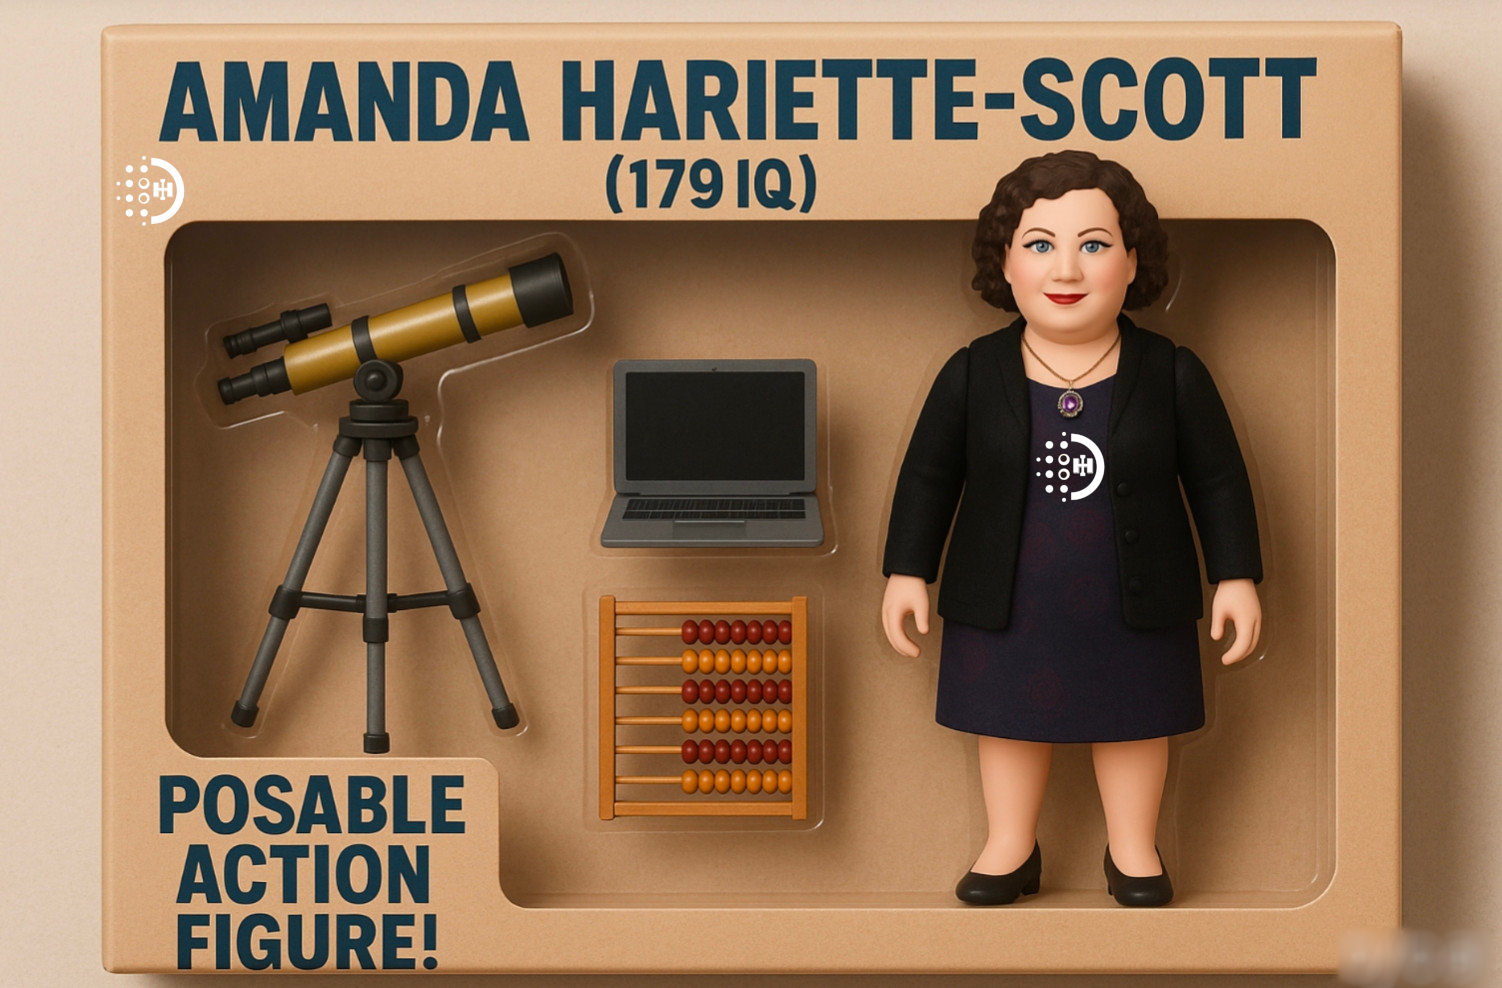 AMANDA HARIETTE-SCOTT
(179 IQ)
POSABLE
ACTION
FIGURE!